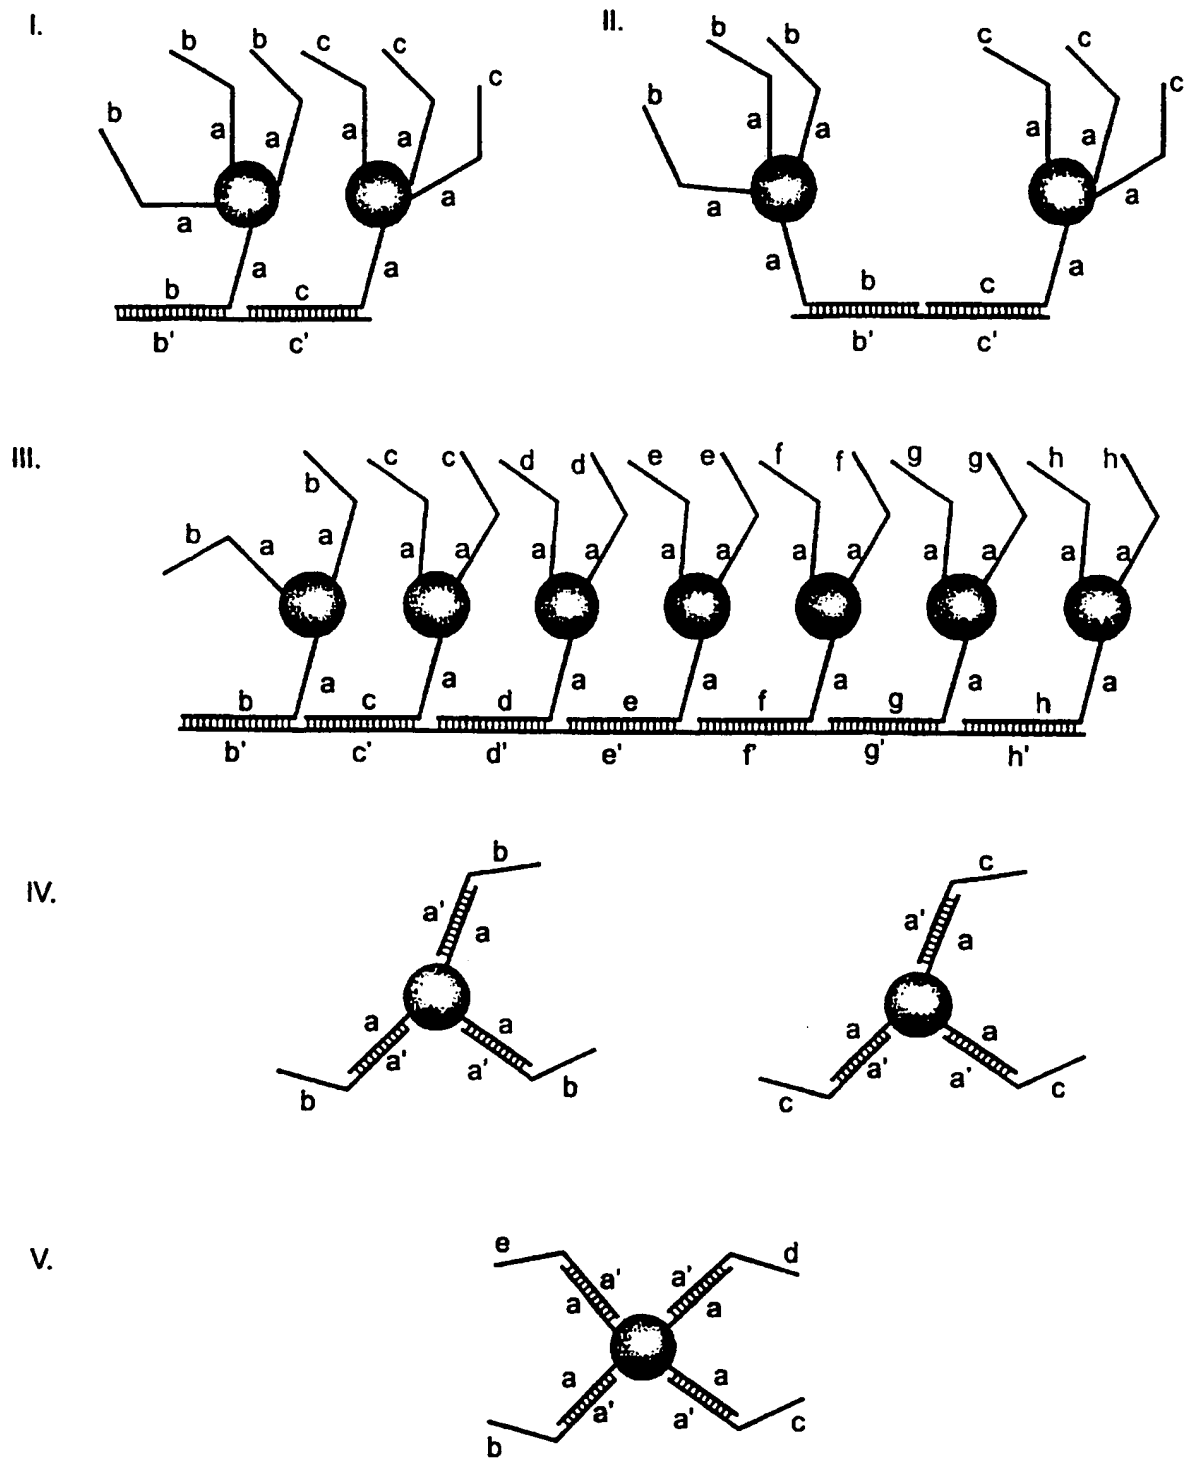 I. II.
b b c c b b c c
b c b c
a a a a a a a a
a a a a
a a a a
b c b c
b' c' b' c'
III.
b c c d d e e f f g g h h
b a a a a a a a a a a a a a a
a a a a a a a
b c d e f g h
b' c' d' e' f' g' h'
IV.
b c
a' a a' a
a a a a
a' a' a' a'
b b c c
V.
e d
a' a'
a a
a a
a' a'
b c